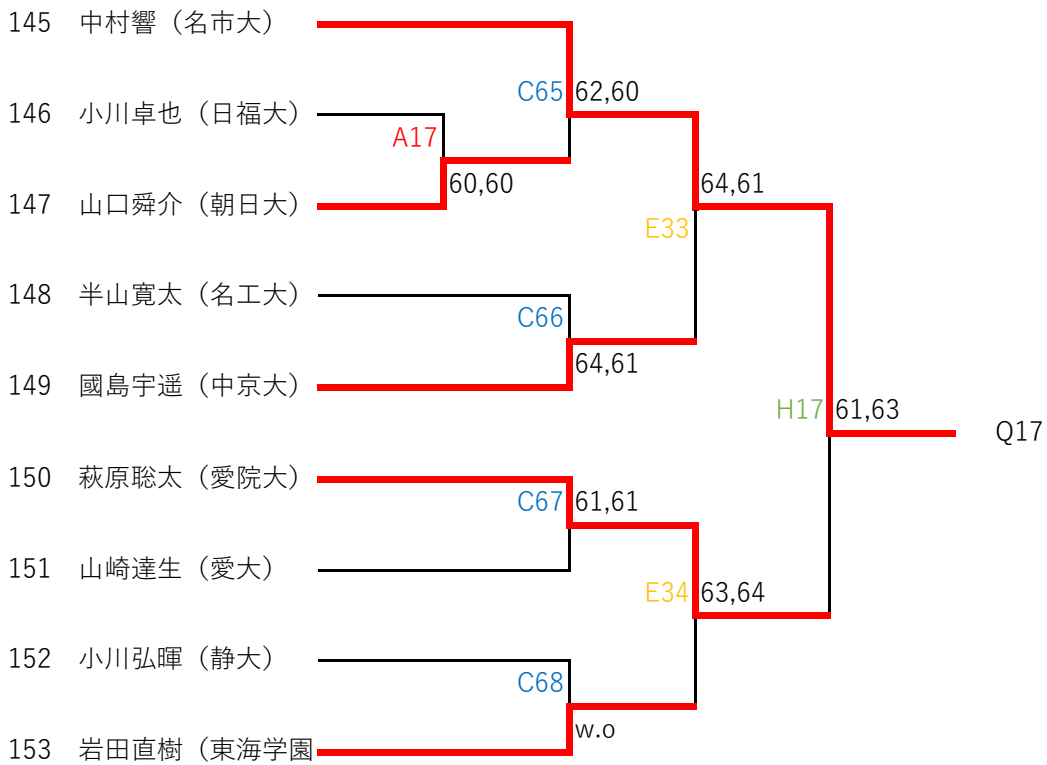 145 中村響（名市大）
C65 62,60
146 小川卓也（日福大）
A17
60,60
147 山口舜介（朝日大）
64,61
E33
148 半山寛太（名工大）
C66
64,61
149 國島宇遥（中京大）
H17 61,63
Q17
150 萩原聡太（愛院大）
C67 61,61
151 山崎達生（愛大）
E34 63,64
152 小川弘暉（静大）
C68
w.o
153 岩田直樹（東海学園